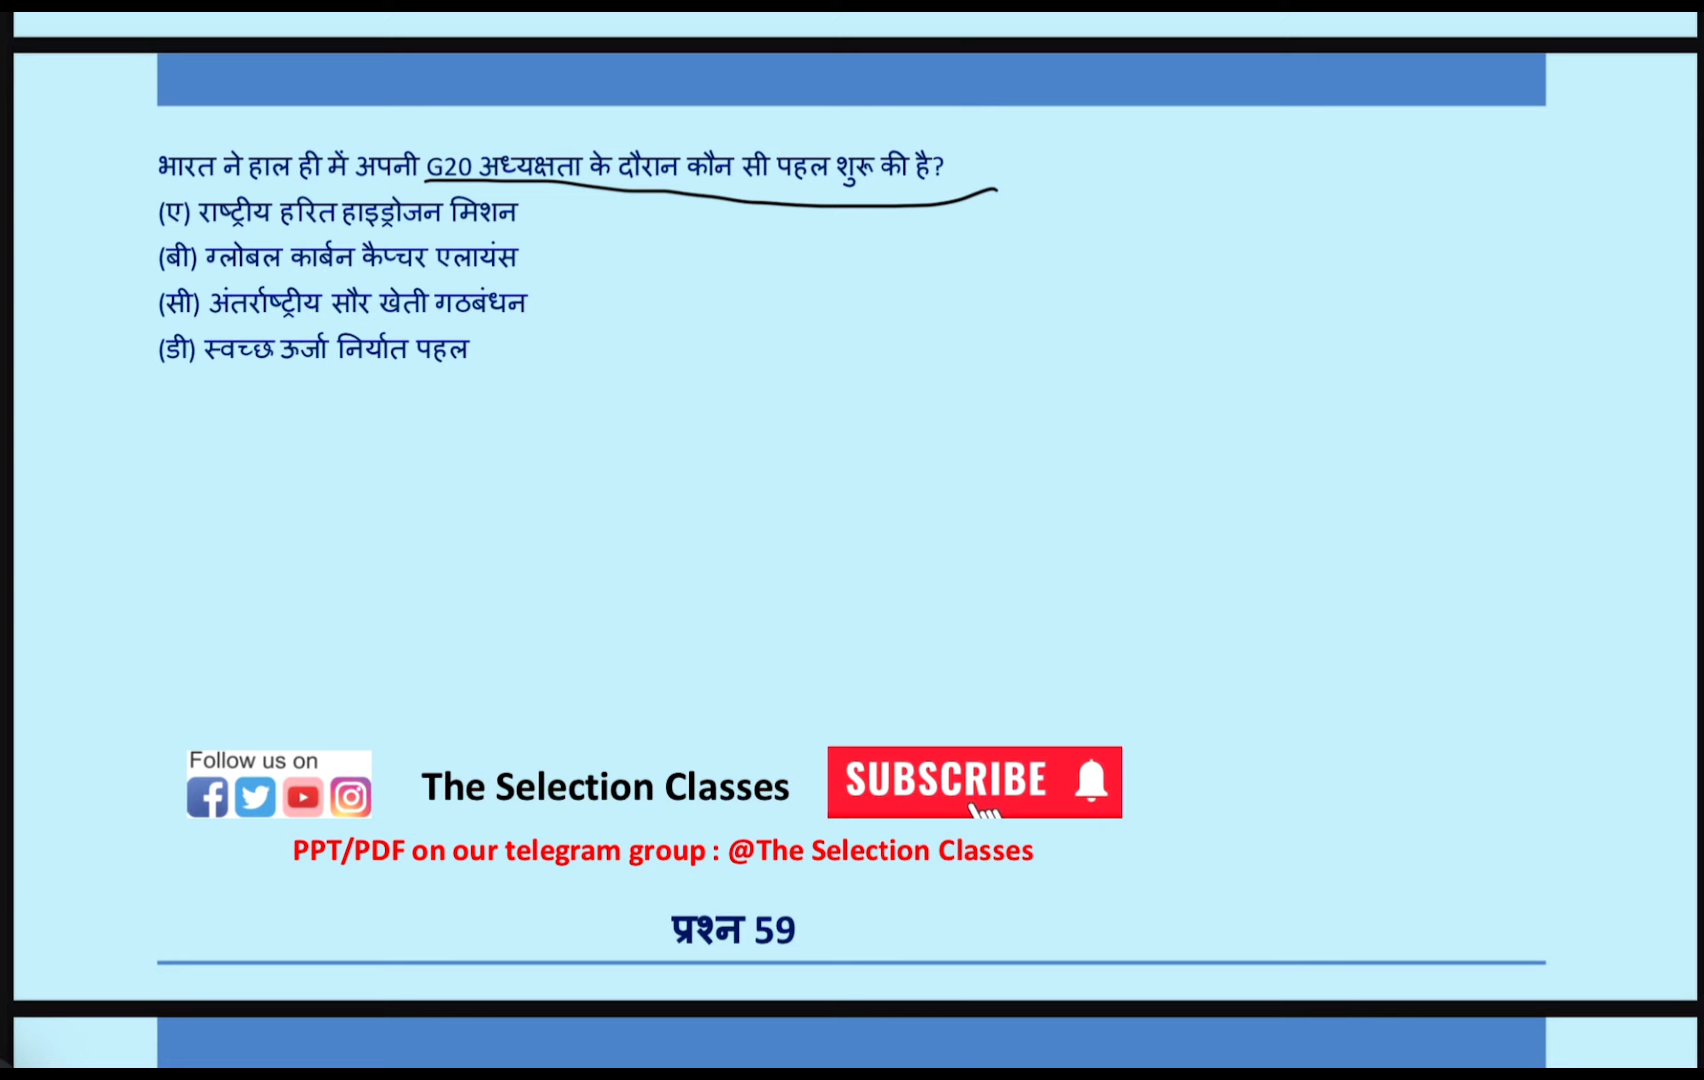 भारत ने हाल ही में अपनी G20 अध्यक्षता के दौरान कौन सी पहल शुरू की है?
(ए) राष्ट्रीय हरित हाइड्रोजन मिशन
(बी) ग्लोबल कार्बन कैप्चर एलायंस
(सी) अंतर्राष्ट्रीय सौर खेती गठबंधन
(डी) स्वच्छ ऊर्जा निर्यात पहल
Follow us on
The Selection Classes
SUBSCRIBE
PPT/PDF on our telegram group : @The Selection Classes
प्रश्न 59